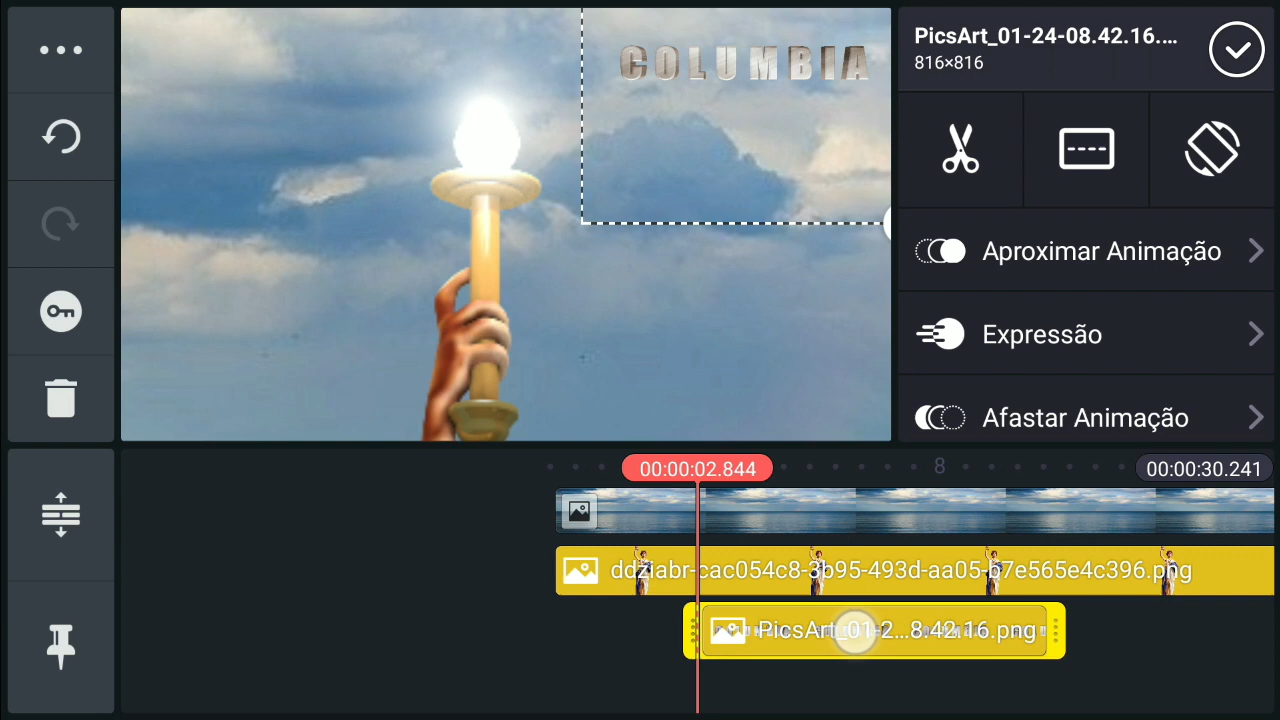 COLUMBIA
PicsArt_01-24-08.42.16....
816×816
Aproximar Animação
Expressão
Afastar Animação
00:00:02.844
8
00:00:30.241
ddzlabr-cac054c8-3b95-493d-aa05-b7e565e4c396.png
PicsArt_01-2...8.42.16.png